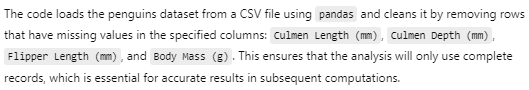 The code loads the penguins dataset from a CSV file using pandas and cleans it by removing rows
that have missing values in the specified columns: Culmen Length (mm), Culmen Depth (mm),
Flipper Length (mm), and Body Mass (g). This ensures that the analysis will only use complete
records, which is essential for accurate results in subsequent computations.